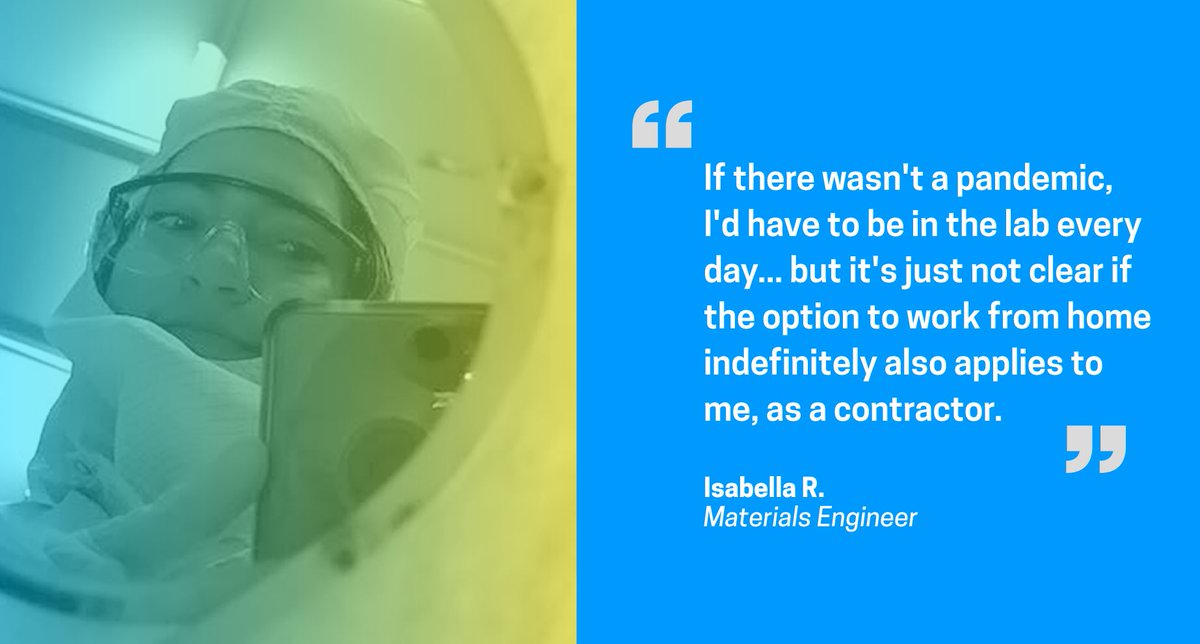 “
If there wasn't a pandemic,
I'd have to be in the lab every
day... but it's just not clear if
the option to work from home
indefinitely also applies to
me, as a contractor.
”
Isabella R.
Materials Engineer